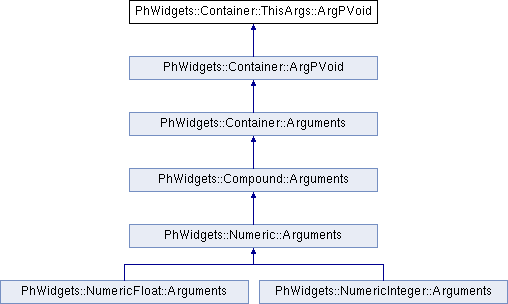 PhWidgets::Container::ThisArgs::ArgPVoid
PhWidgets::Container::ArgPVoid
PhWidgets::Container::Arguments
PhWidgets::Compound::Arguments
PhWidgets::Numeric::Arguments
PhWidgets::NumericFloat::Arguments
PhWidgets::NumericInteger::Arguments